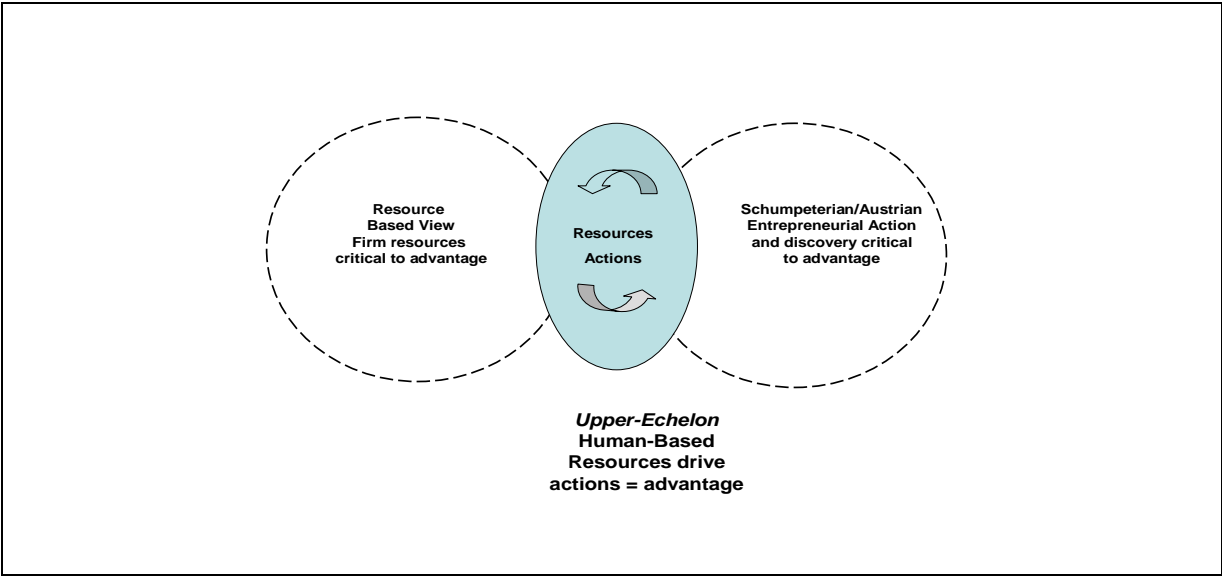 Resource
Based View
Firm resources
critical to advantage
Resources
Actions
Schumpeterian/Austrian
Entrepreneurial Action
and discovery critical
to advantage
Upper-Echelon
Human-Based
Resources drive
actions = advantage